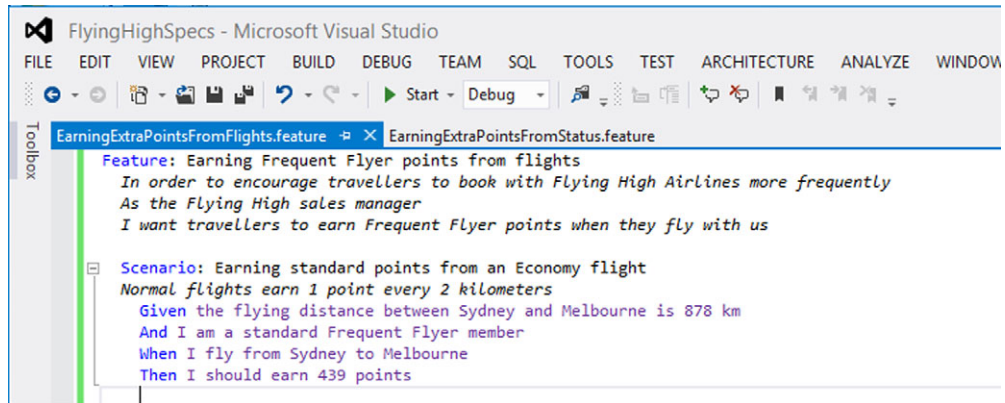 FlyingHighSpecs - Microsoft Visual Studio
FILE EDIT VIEW PROJECT BUILD DEBUG TEAM SQL TOOLS TEST ARCHITECTURE ANALYZE WINDOW
Start Debug
Toolbox
EarningExtraPointsFromFlights.feature EarningExtraPointsFromStatus.feature
Feature: Earning Frequent Flyer points from flights
In order to encourage travellers to book with Flying High Airlines more frequently
As the Flying High sales manager
I want travellers to earn Frequent Flyer points when they fly with us
Scenario: Earning standard points from an Economy flight
Normal flights earn 1 point every 2 kilometers
Given the flying distance between Sydney and Melbourne is 878 km
And I am a standard Frequent Flyer member
When I fly from Sydney to Melbourne
Then I should earn 439 points